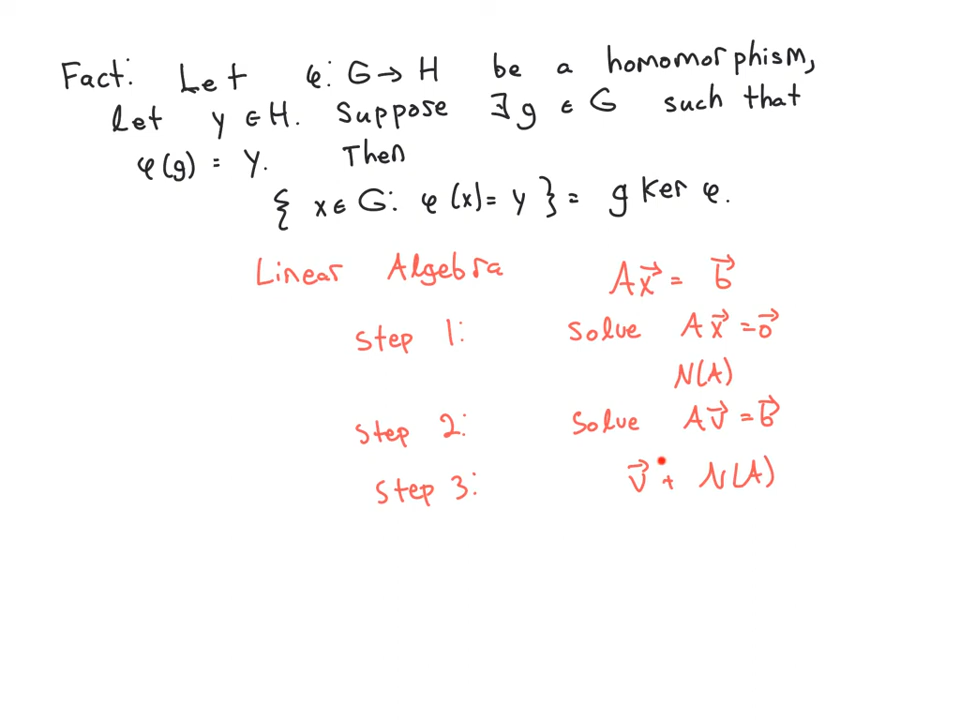 Fact: Let φ: G → H be a homomorphism,
let y ∈ H. Suppose ∃ g ∈ G such that
φ(g) = y. Then
{ x ∈ G: φ(x) = y } = g ker φ.
Linear Algebra Ax⃗ = b⃗
Step 1: Solve Ax⃗ = 0⃗
N(A)
Step 2: Solve Av⃗ = b⃗
Step 3: v⃗ + N(A)